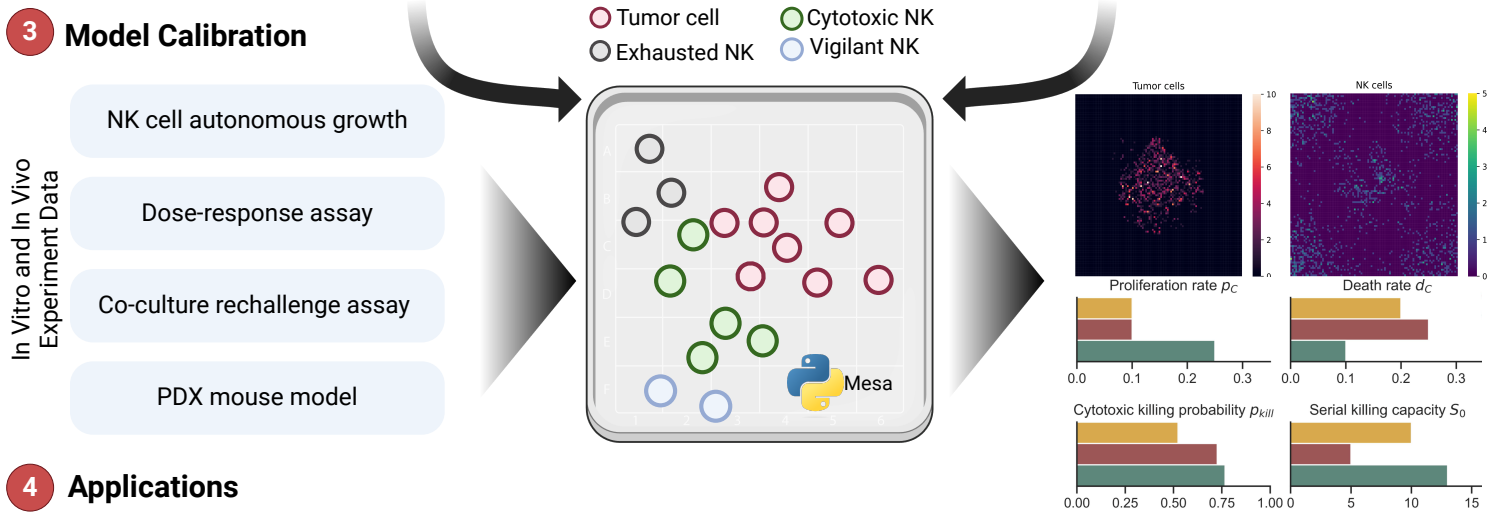 3 Model Calibration
In Vitro and In Vivo
Experiment Data
NK cell autonomous growth
Dose-response assay
Co-culture rechallenge assay
PDX mouse model
Tumor cell
Cytotoxic NK
Exhausted NK
Vigilant NK
A
B
C
D
E
F
1 2 3 4 5 6
Mesa
Tumor cells
10
8
6
4
2
0
NK cells
5
4
3
2
1
0
Proliferation rate p_C
0.0 0.1 0.2 0.3
Death rate d_C
0.0 0.1 0.2 0.3
Cytotoxic killing probability p_kill
0.00 0.25 0.50 0.75 1.00
Serial killing capacity S_0
0 5 10 15
4 Applications